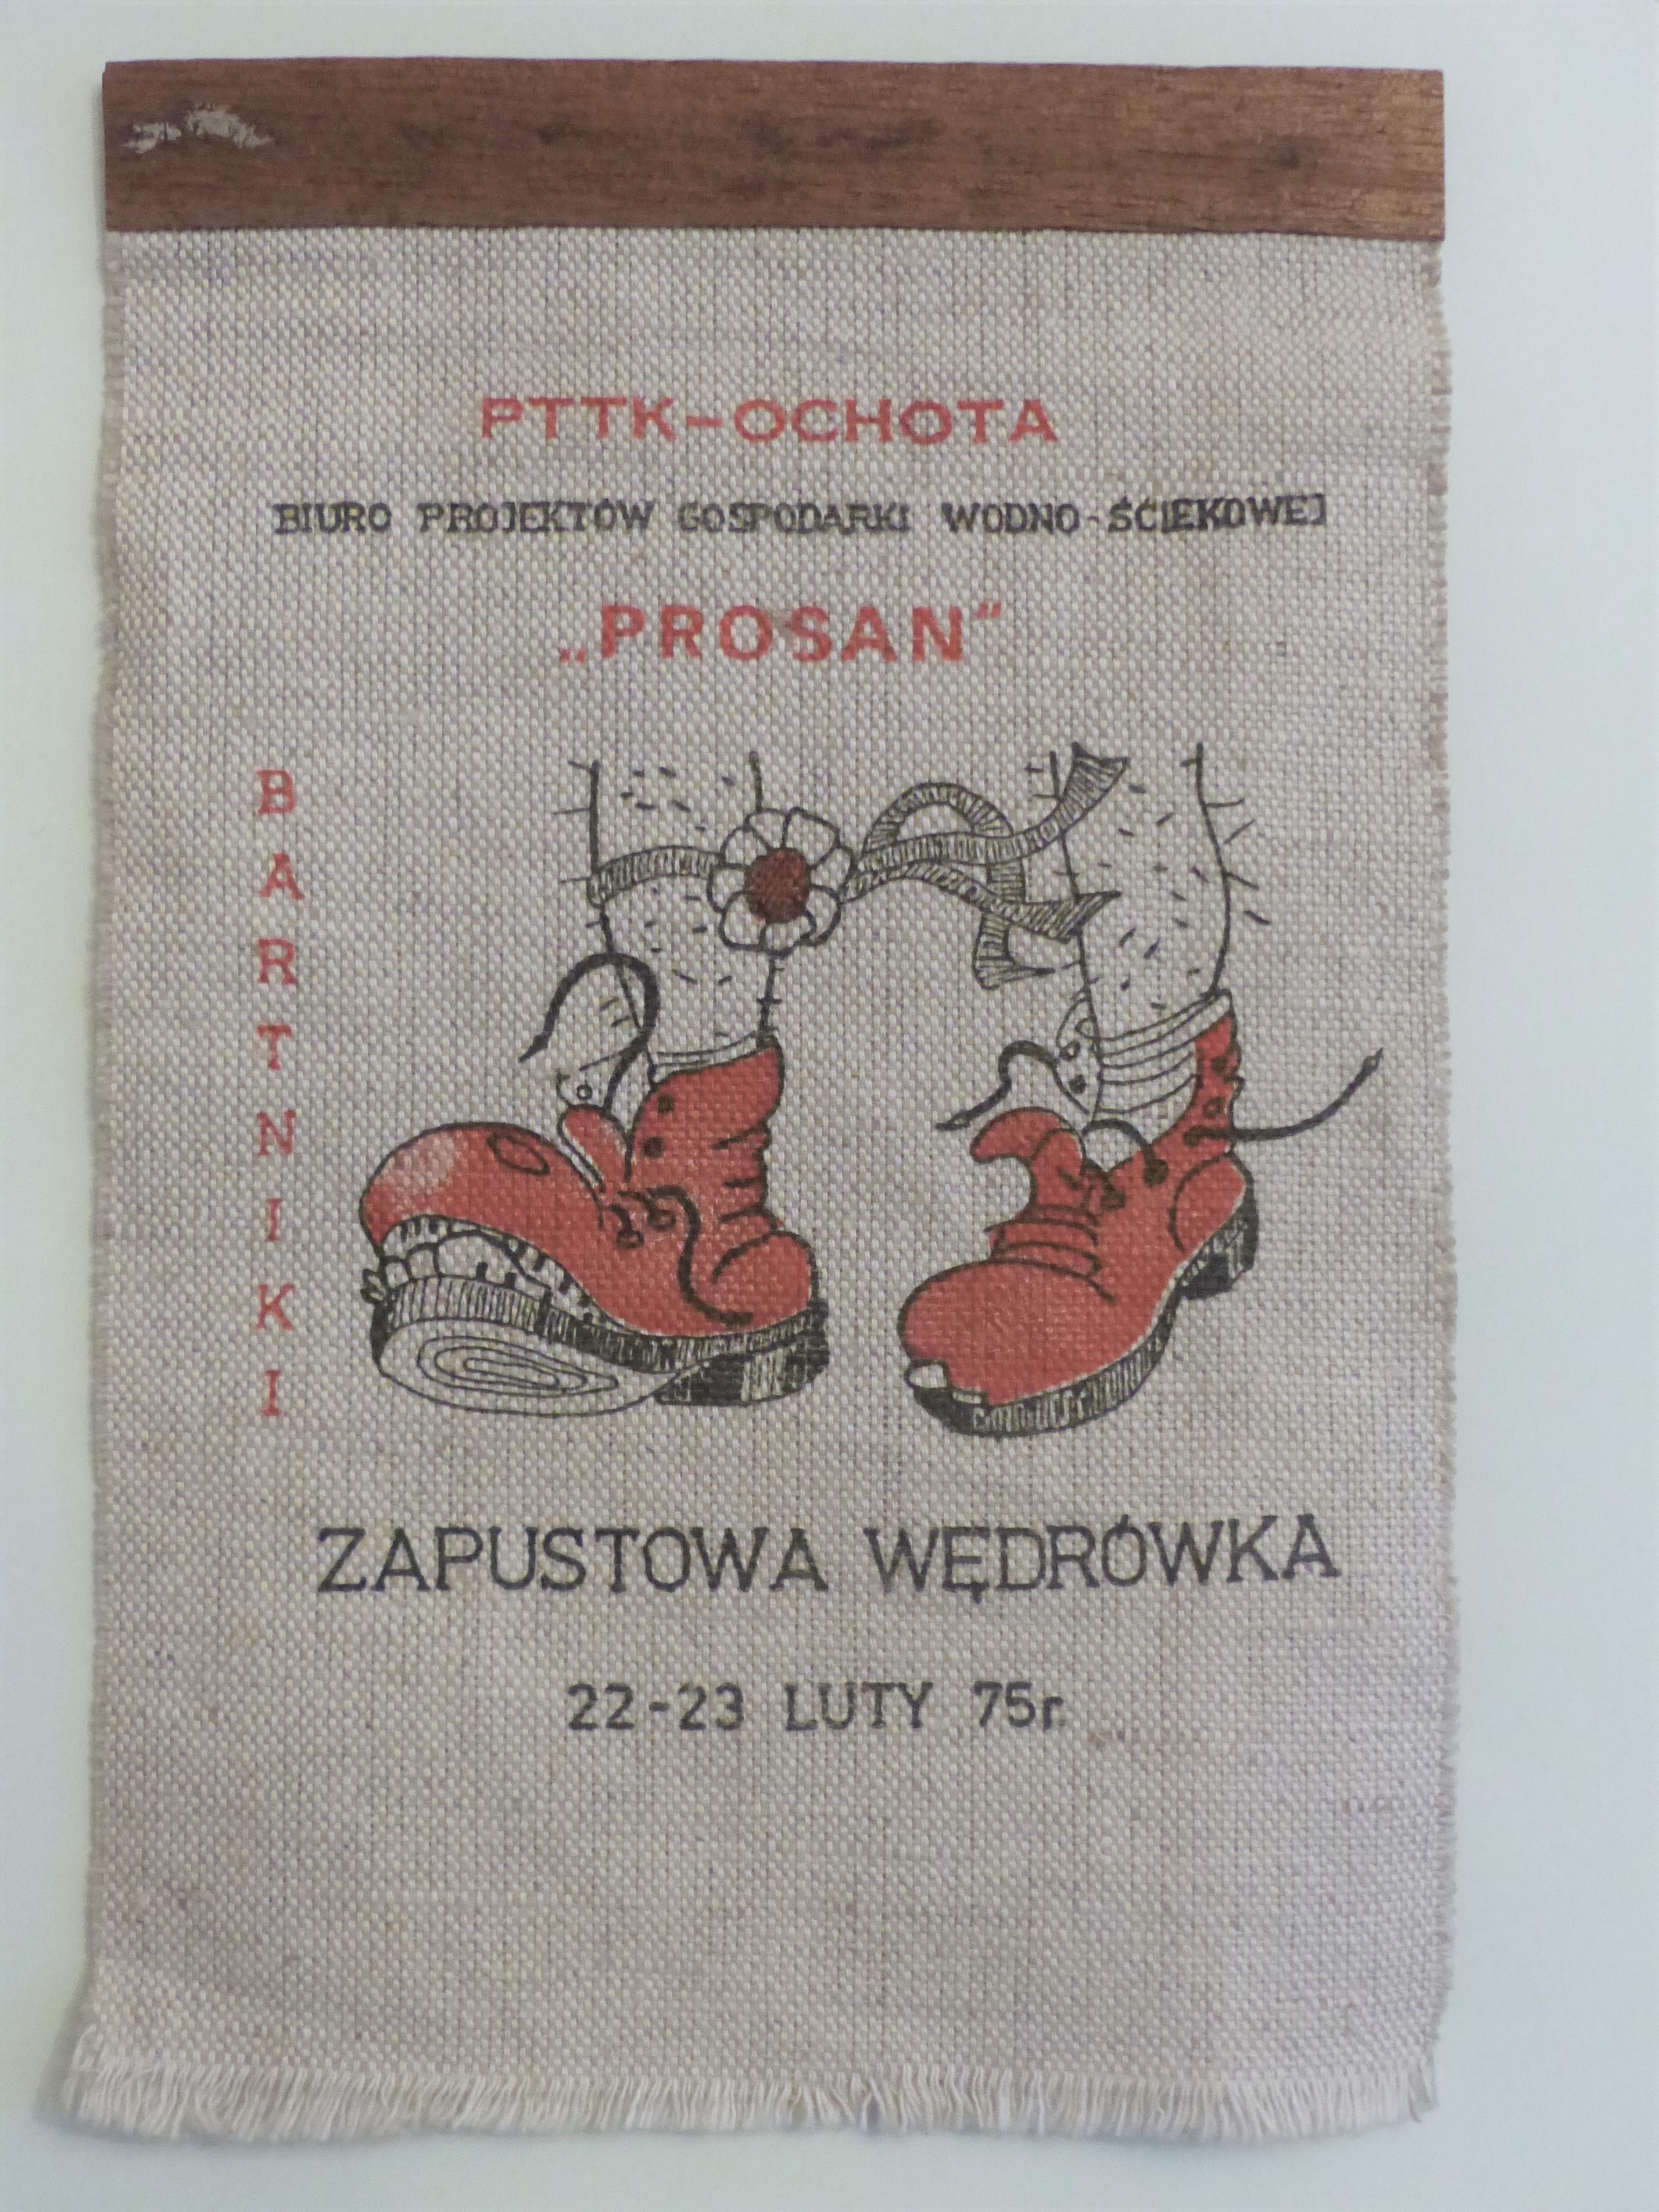 PTTK-OCHOTA
BIURO PROJEKTÓW GOSPODARKI WODNO-ŚCIEKOWEJ
„PROSAN“
BARTNIKI
ZAPUSTOWA WĘDRÓWKA
22-23 LUTY 75r.